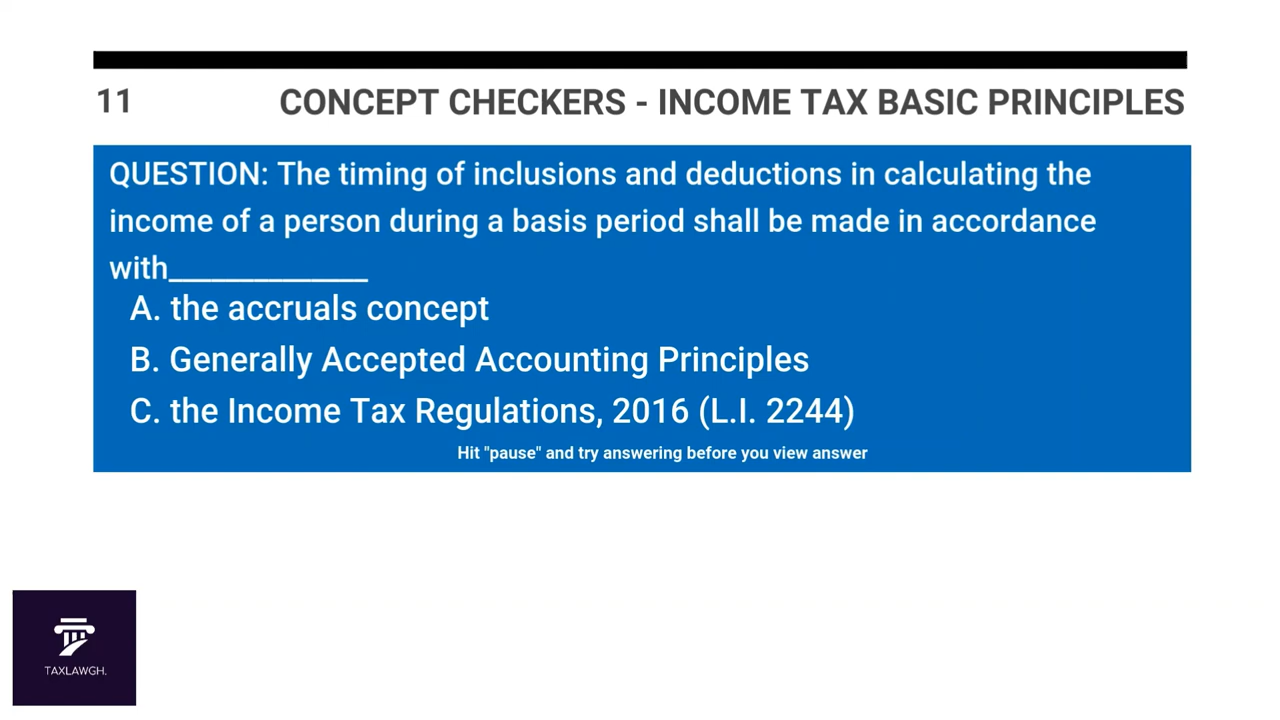 11
CONCEPT CHECKERS - INCOME TAX BASIC PRINCIPLES
QUESTION: The timing of inclusions and deductions in calculating the
income of a person during a basis period shall be made in accordance
with____________
A. the accruals concept
B. Generally Accepted Accounting Principles
C. the Income Tax Regulations, 2016 (L.I. 2244)
Hit "pause" and try answering before you view answer
TAXLAWGH.